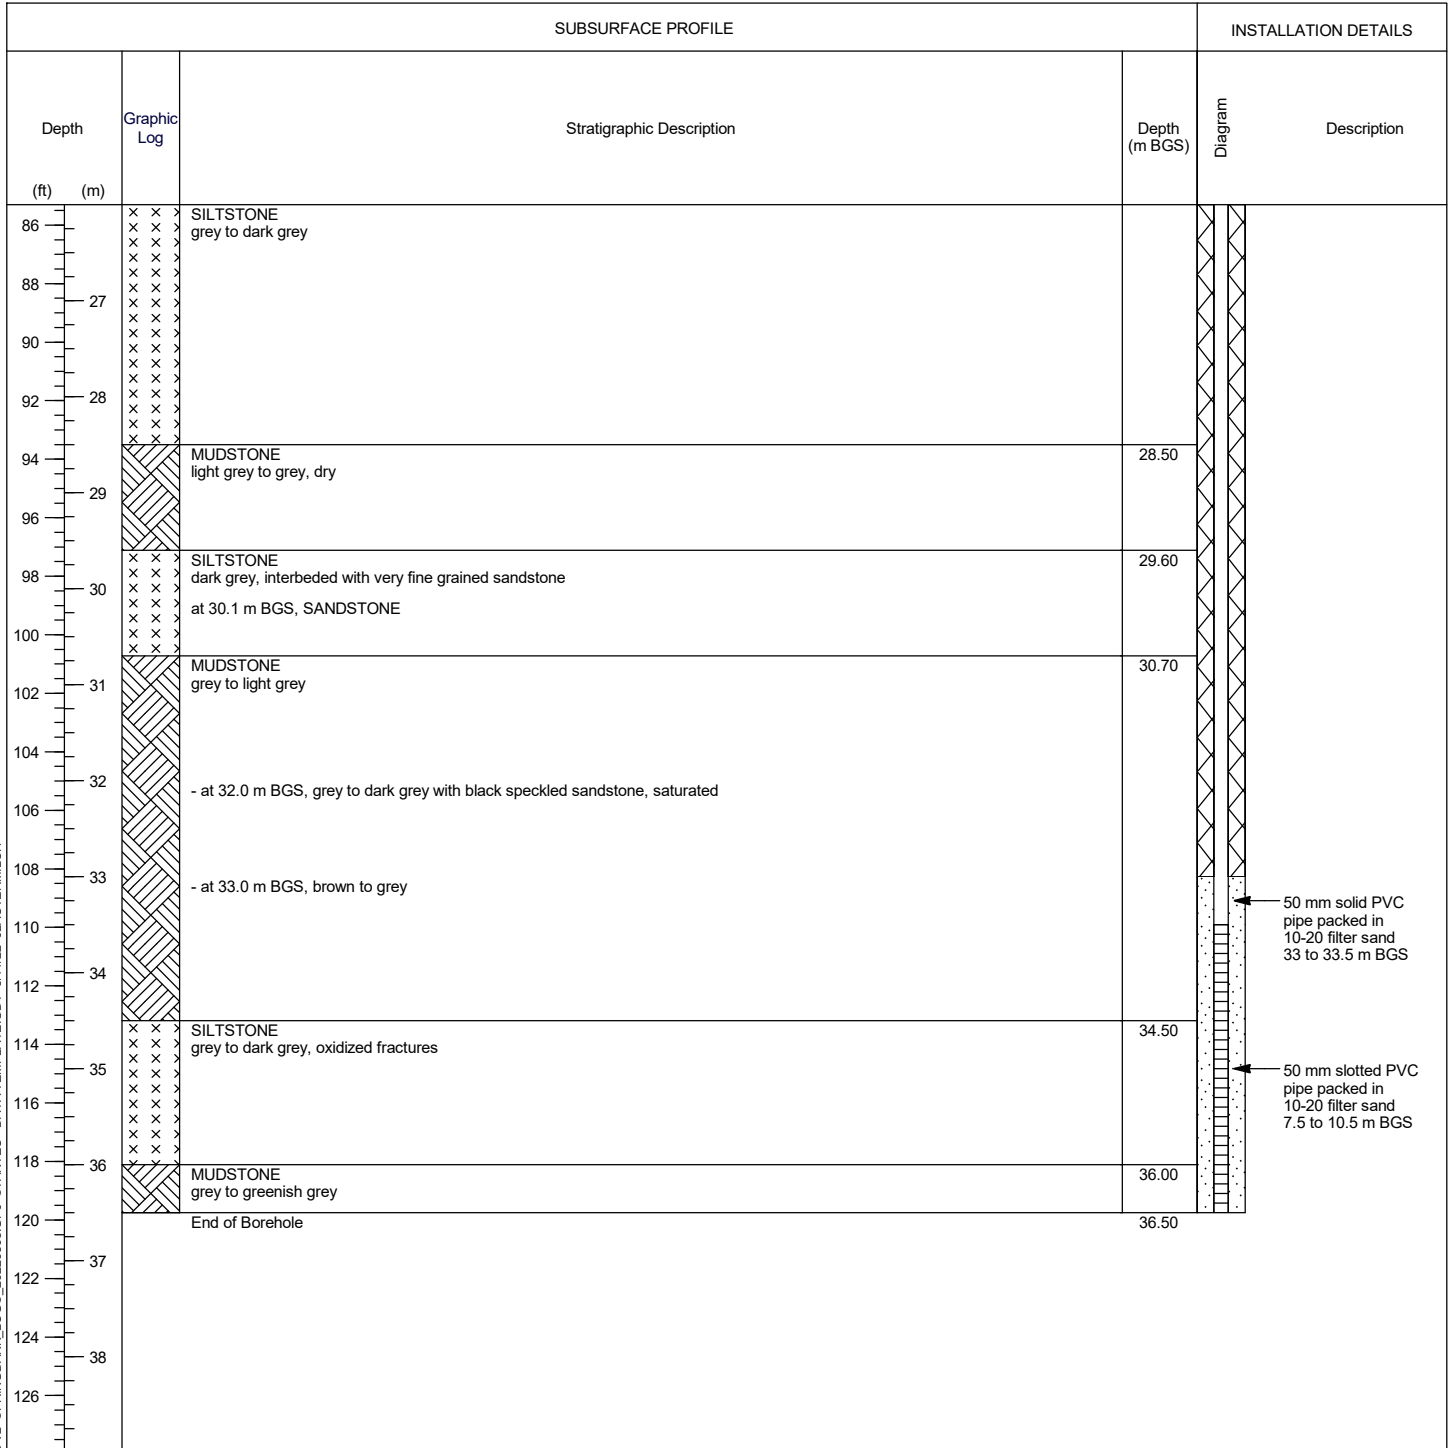 SUBSURFACE PROFILE
INSTALLATION DETAILS
Depth
(ft) (m)
Graphic
Log
Stratigraphic Description
Depth
(m BGS)
Diagram
Description
SILTSTONE
grey to dark grey
MUDSTONE
light grey to grey, dry
28.50
SILTSTONE
dark grey, interbeded with very fine grained sandstone
at 30.1 m BGS, SANDSTONE
29.60
MUDSTONE
grey to light grey
30.70
- at 32.0 m BGS, grey to dark grey with black speckled sandstone, saturated
- at 33.0 m BGS, brown to grey
SILTSTONE
grey to dark grey, oxidized fractures
34.50
MUDSTONE
grey to greenish grey
36.00
End of Borehole
36.50
50 mm solid PVC
pipe packed in
10-20 filter sand
33 to 33.5 m BGS
50 mm slotted PVC
pipe packed in
10-20 filter sand
7.5 to 10.5 m BGS
86
88
27
90
92
28
94
29
96
98
30
100
102
31
104
32
106
108
33
110
34
112
114
35
116
118
36
120
37
122
124
38
126